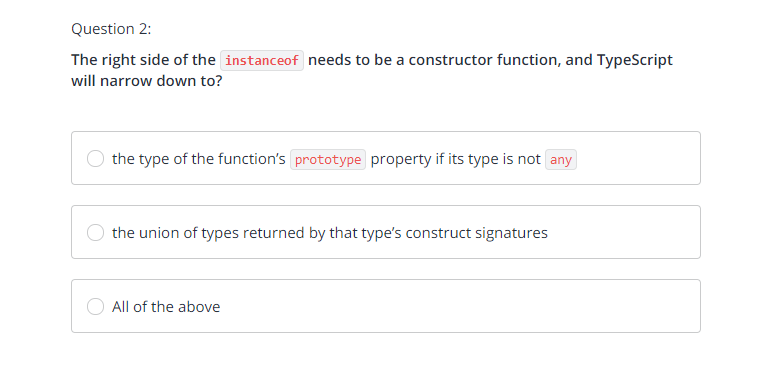 Question 2:
The right side of the instanceof needs to be a constructor function, and TypeScript
will narrow down to?
the type of the function’s prototype property if its type is not any
the union of types returned by that type’s construct signatures
All of the above